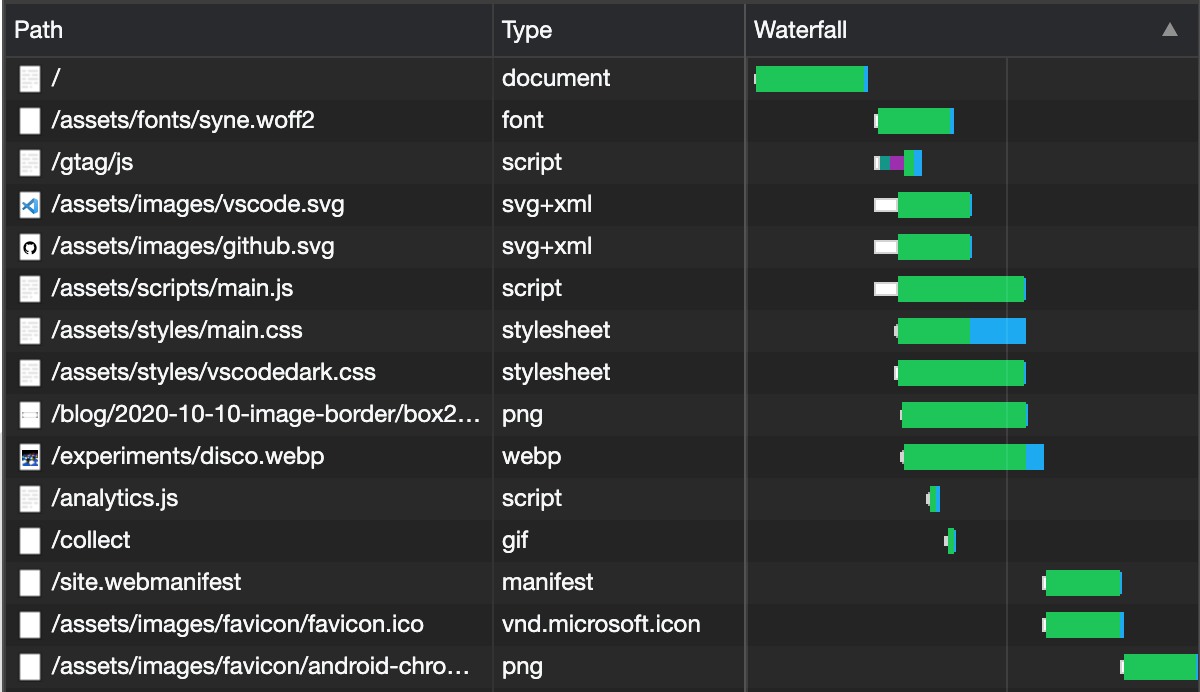 Path Type Waterfall ▲
/ document
/assets/fonts/syne.woff2 font
/gtag/js script
/assets/images/vscode.svg svg+xml
/assets/images/github.svg svg+xml
/assets/scripts/main.js script
/assets/styles/main.css stylesheet
/assets/styles/vscodedark.css stylesheet
/blog/2020-10-10-image-border/box2... png
/experiments/disco.webp webp
/analytics.js script
/collect gif
/site.webmanifest manifest
/assets/images/favicon/favicon.ico vnd.microsoft.icon
/assets/images/favicon/android-chro... png